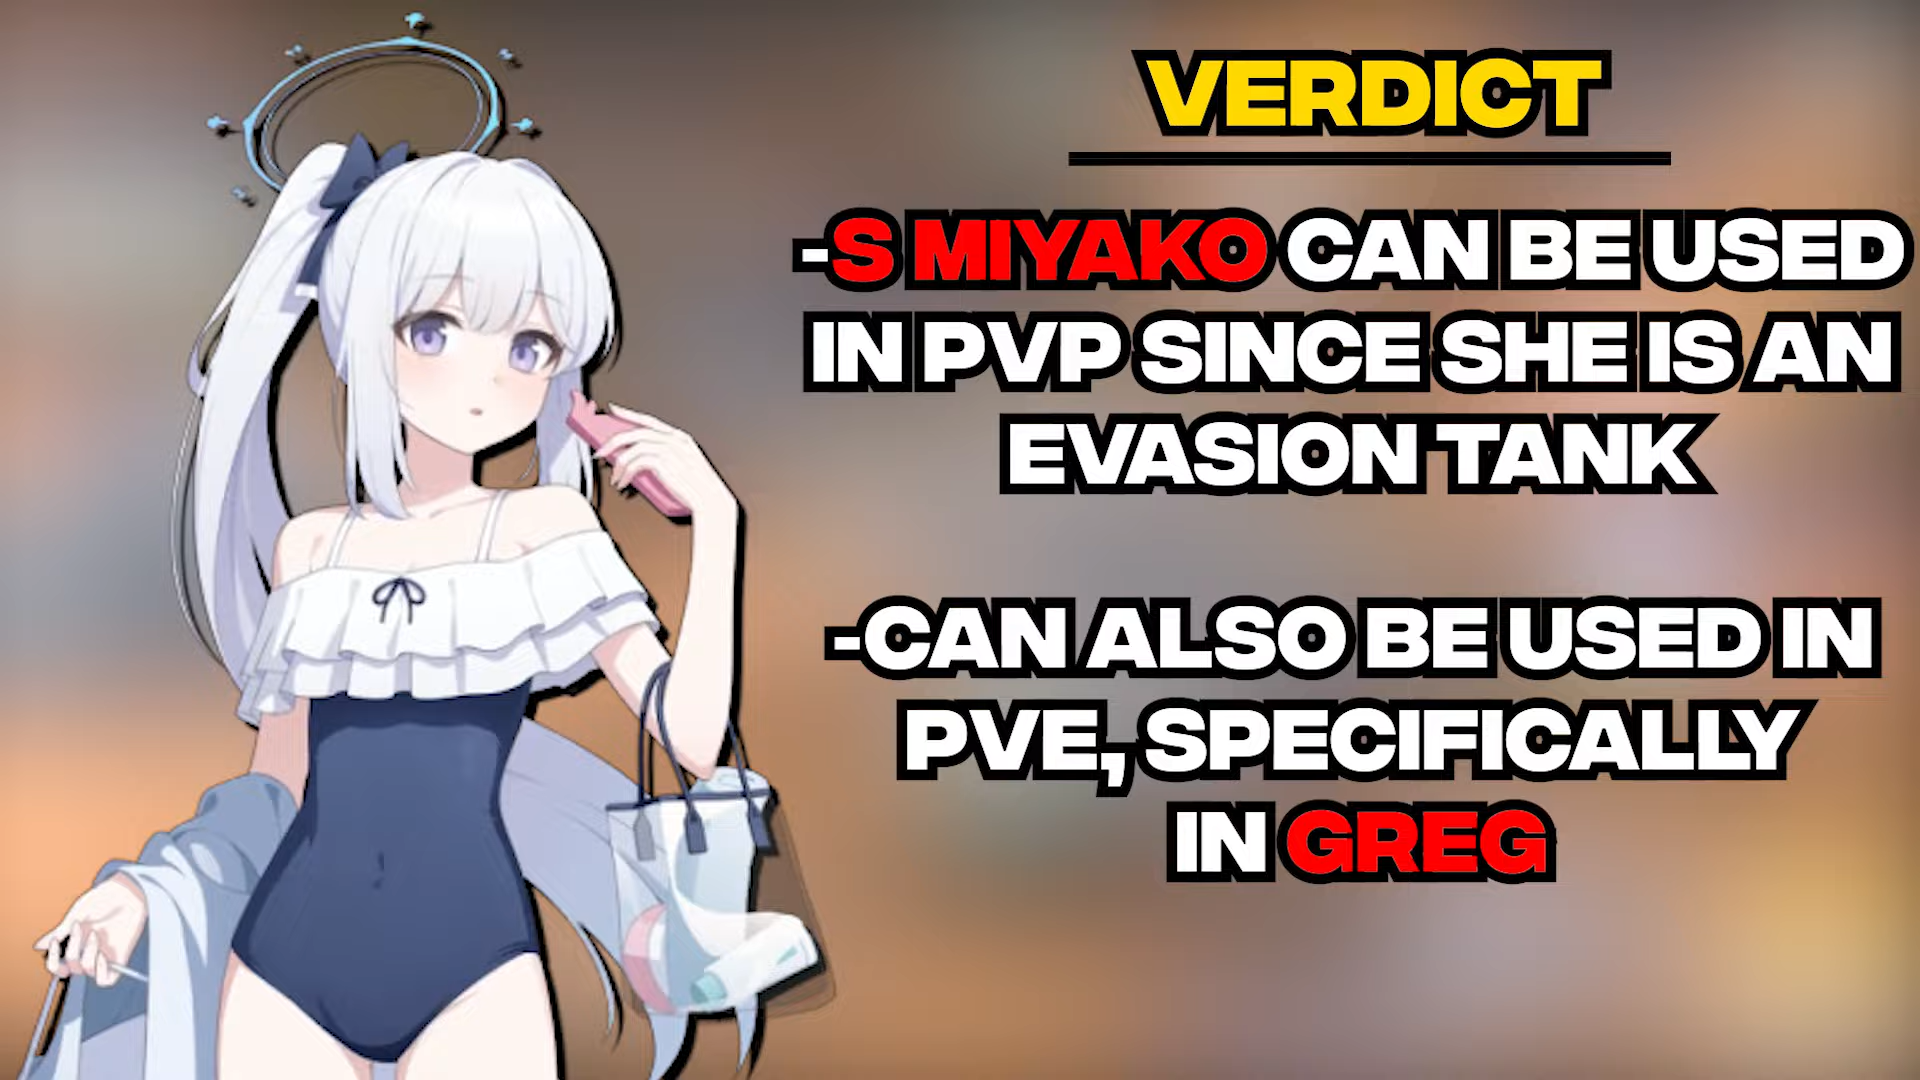 VERDICT
-S MIYAKO CAN BE USED
IN PVP SINCE SHE IS AN
EVASION TANK
-CAN ALSO BE USED IN
PVE, SPECIFICALLY
IN GREG